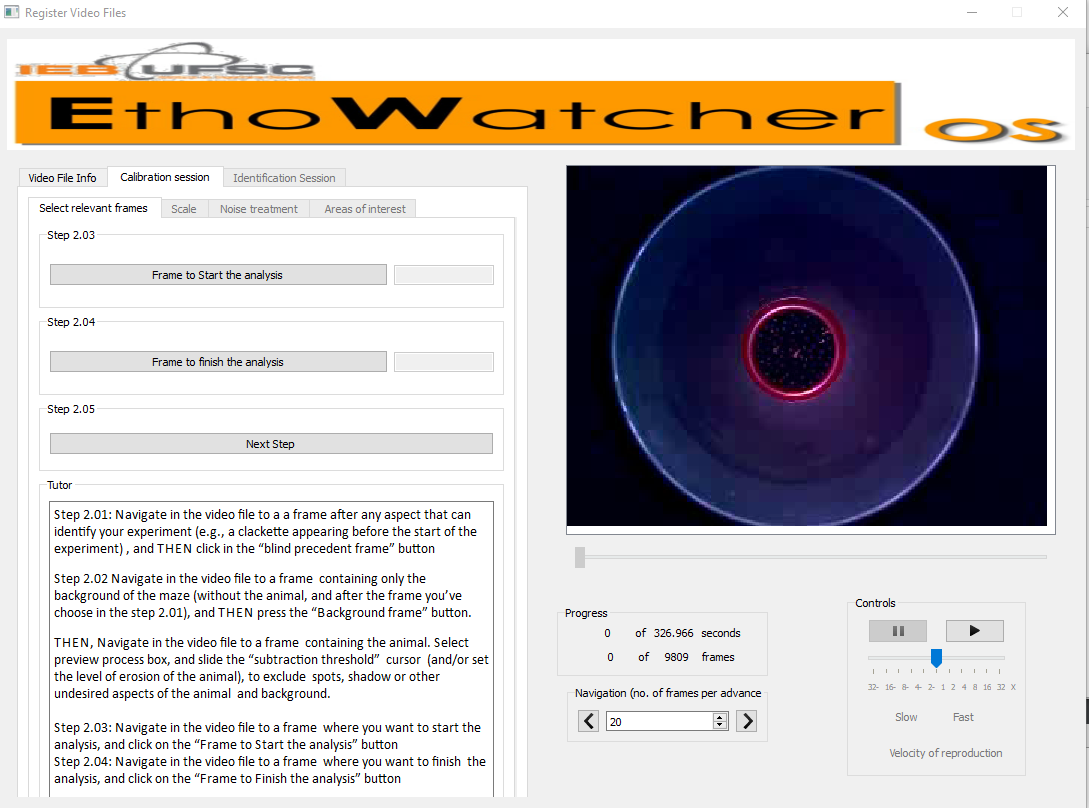 Register Video Files
IEB UFSC
EthoWatcher
OS
Video File Info
Calibration session
Identification Session
Select relevant frames
Scale
Noise treatment
Areas of interest
Step 2.03
Frame to Start the analysis
Step 2.04
Frame to finish the analysis
Step 2.05
Next Step
Tutor
Step 2.01: Navigate in the video file to a a frame after any aspect that can
identify your experiment (e.g., a clackette appearing before the start of the
experiment) , and THEN click in the “blind precedent frame” button
Step 2.02 Navigate in the video file to a frame containing only the
background of the maze (without the animal, and after the frame you’ve
choose in the step 2.01), and THEN press the “Background frame” button.
THEN, Navigate in the video file to a frame containing the animal. Select
preview process box, and slide the “subtraction threshold” cursor (and/or set
the level of erosion of the animal), to exclude spots, shadow or other
undesired aspects of the animal and background.
Step 2.03: Navigate in the video file to a frame where you want to start the
analysis, and click on the “Frame to Start the analysis” button
Step 2.04: Navigate in the video file to a frame where you want to finish the
analysis, and click on the “Frame to Finish the analysis” button
Progress
0 of 326.966 seconds
0 of 9809 frames
Navigation (no. of frames per advance
20
Controls
32- 16- 8- 4- 2- 1 2 4 8 16 32 X
Slow Fast
Velocity of reproduction